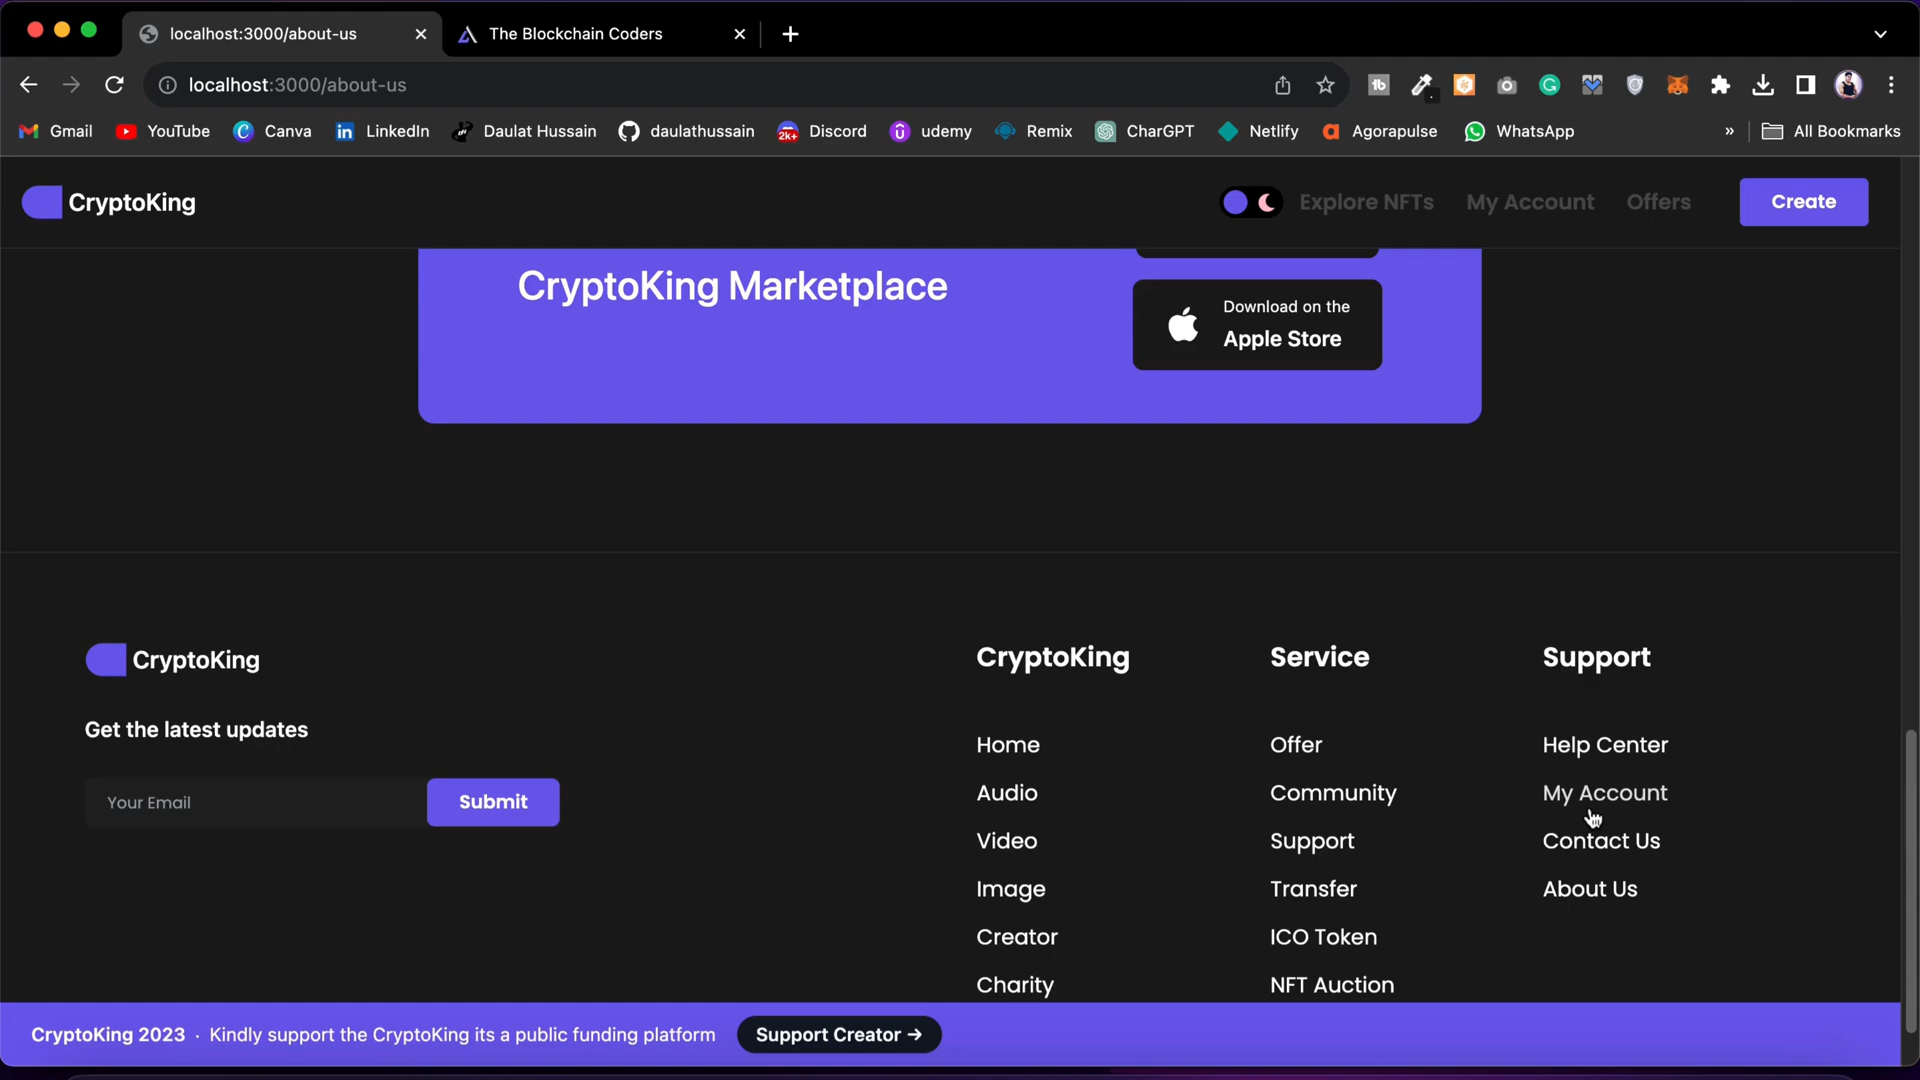 localhost:3000/about-us
The Blockchain Coders
localhost:3000/about-us
Gmail
YouTube
Canva
LinkedIn
Daulat Hussain
daulathussain
2k+
Discord
udemy
Remix
CharGPT
Netlify
Agorapulse
WhatsApp
»
All Bookmarks
CryptoKing
Explore NFTs
My Account
Offers
Create
CryptoKing Marketplace
Download on the
Apple Store
CryptoKing
Get the latest updates
Your Email
Submit
CryptoKing
Home
Audio
Video
Image
Creator
Charity
Service
Offer
Community
Support
Transfer
ICO Token
NFT Auction
Support
Help Center
My Account
Contact Us
About Us
CryptoKing 2023 · Kindly support the CryptoKing its a public funding platform
Support Creator →